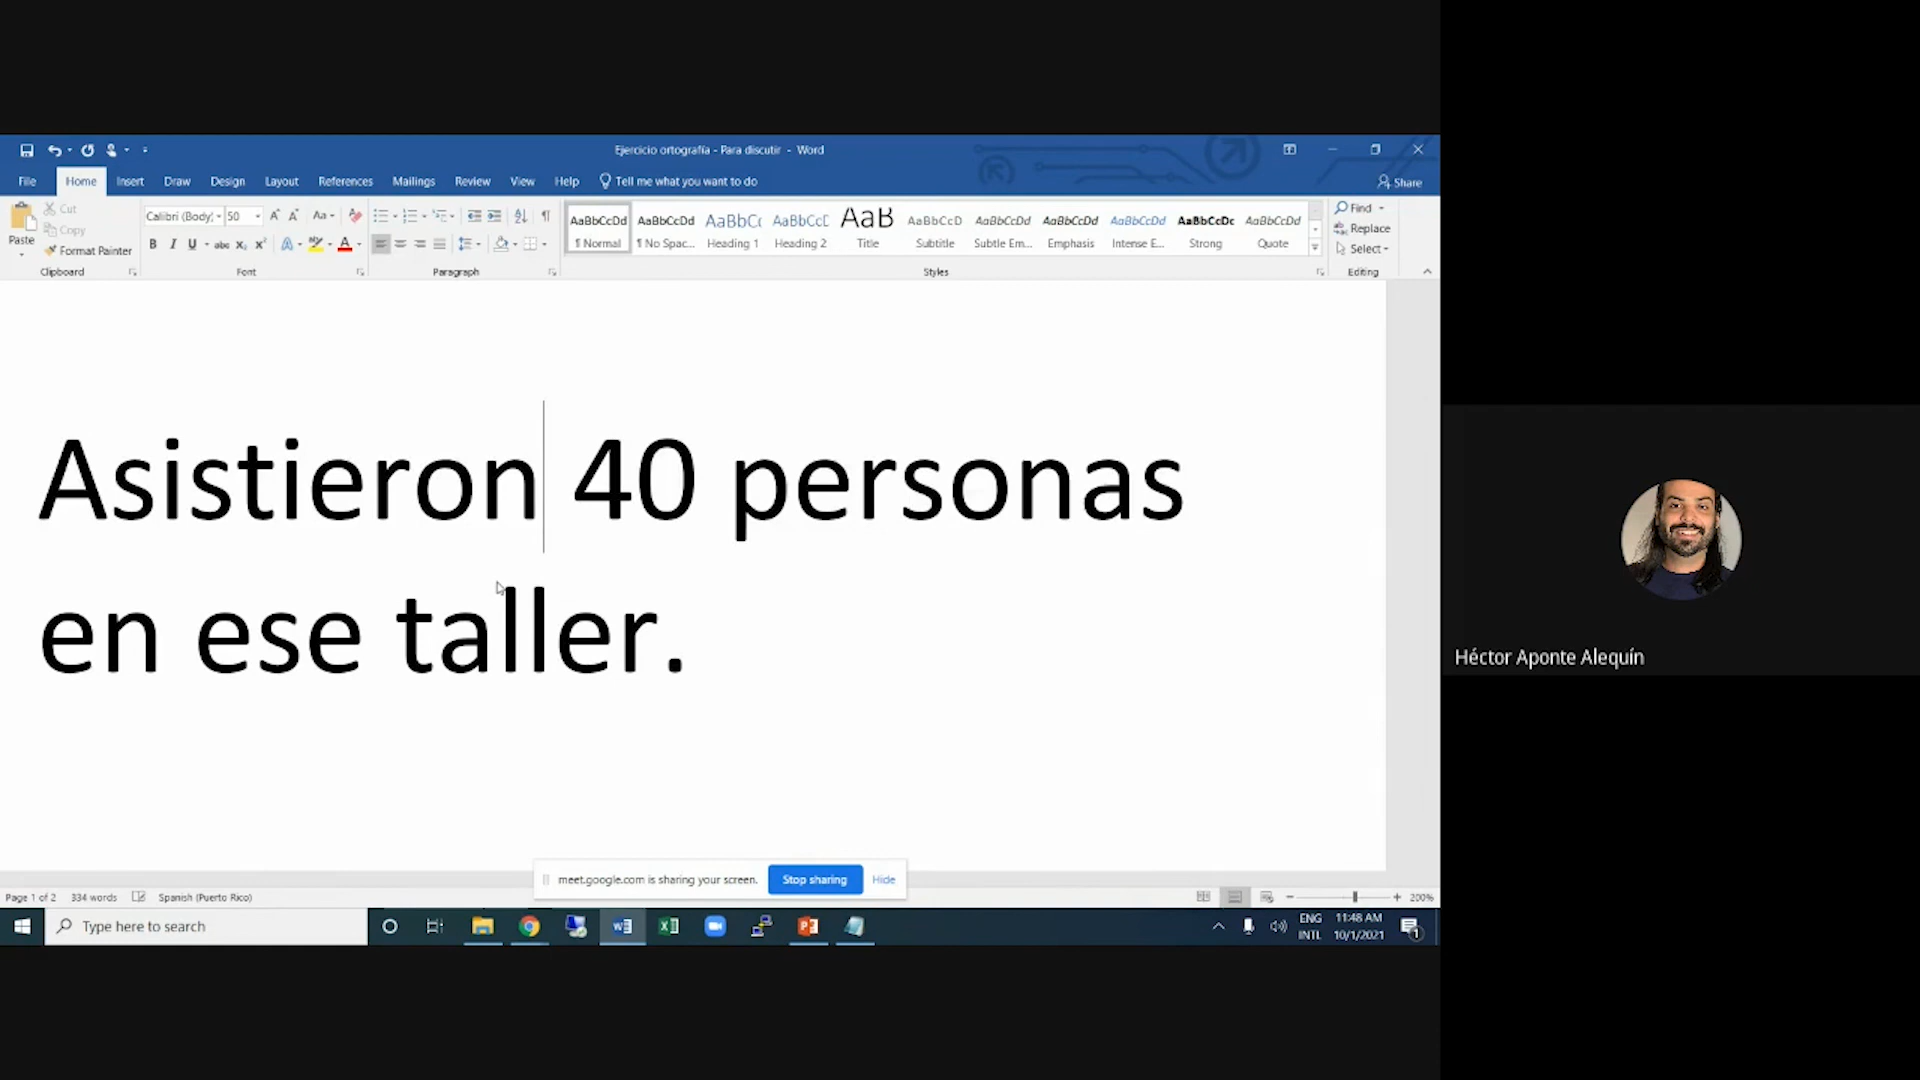 Ejercicio ortografía - Para discutir - Word
File Home Insert Draw Design Layout References Mailings Review View Help Tell me what you want to do Share
Paste
Cut
Copy
Format Painter
Clipboard
Calibri (Body) 50
Font
Paragraph
AaBbCcDd AaBbCcDd AaBbCc AaBbCcC AaB AaBbCcD AaBbCcDd AaBbCcDd AaBbCcDd AaBbCcDc AaBbCcDd
¶ Normal ¶ No Spac... Heading 1 Heading 2 Title Subtitle Subtle Em... Emphasis Intense E... Strong Quote
Styles
Find
Replace
Select
Editing
Asistieron 40 personas
en ese taller.
meet.google.com is sharing your screen. Stop sharing Hide
Page 1 of 2 334 words Spanish (Puerto Rico) 200%
Type here to search
ENG
INTL
11:48 AM
10/1/2021
1
Héctor Aponte Alequín